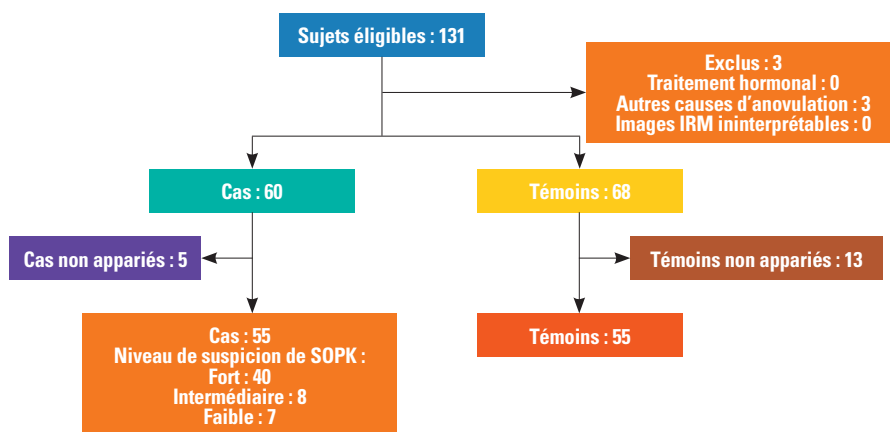 Sujets éligibles : 131
Exclus : 3
Traitement hormonal : 0
Autres causes d'anovulation : 3
Images IRM ininterprétables : 0
Cas : 60
Témoins : 68
Cas non appariés : 5
Témoins non appariés : 13
Cas : 55
Niveau de suspicion de SOPK :
Fort : 40
Intermédiaire : 8
Faible : 7
Témoins : 55